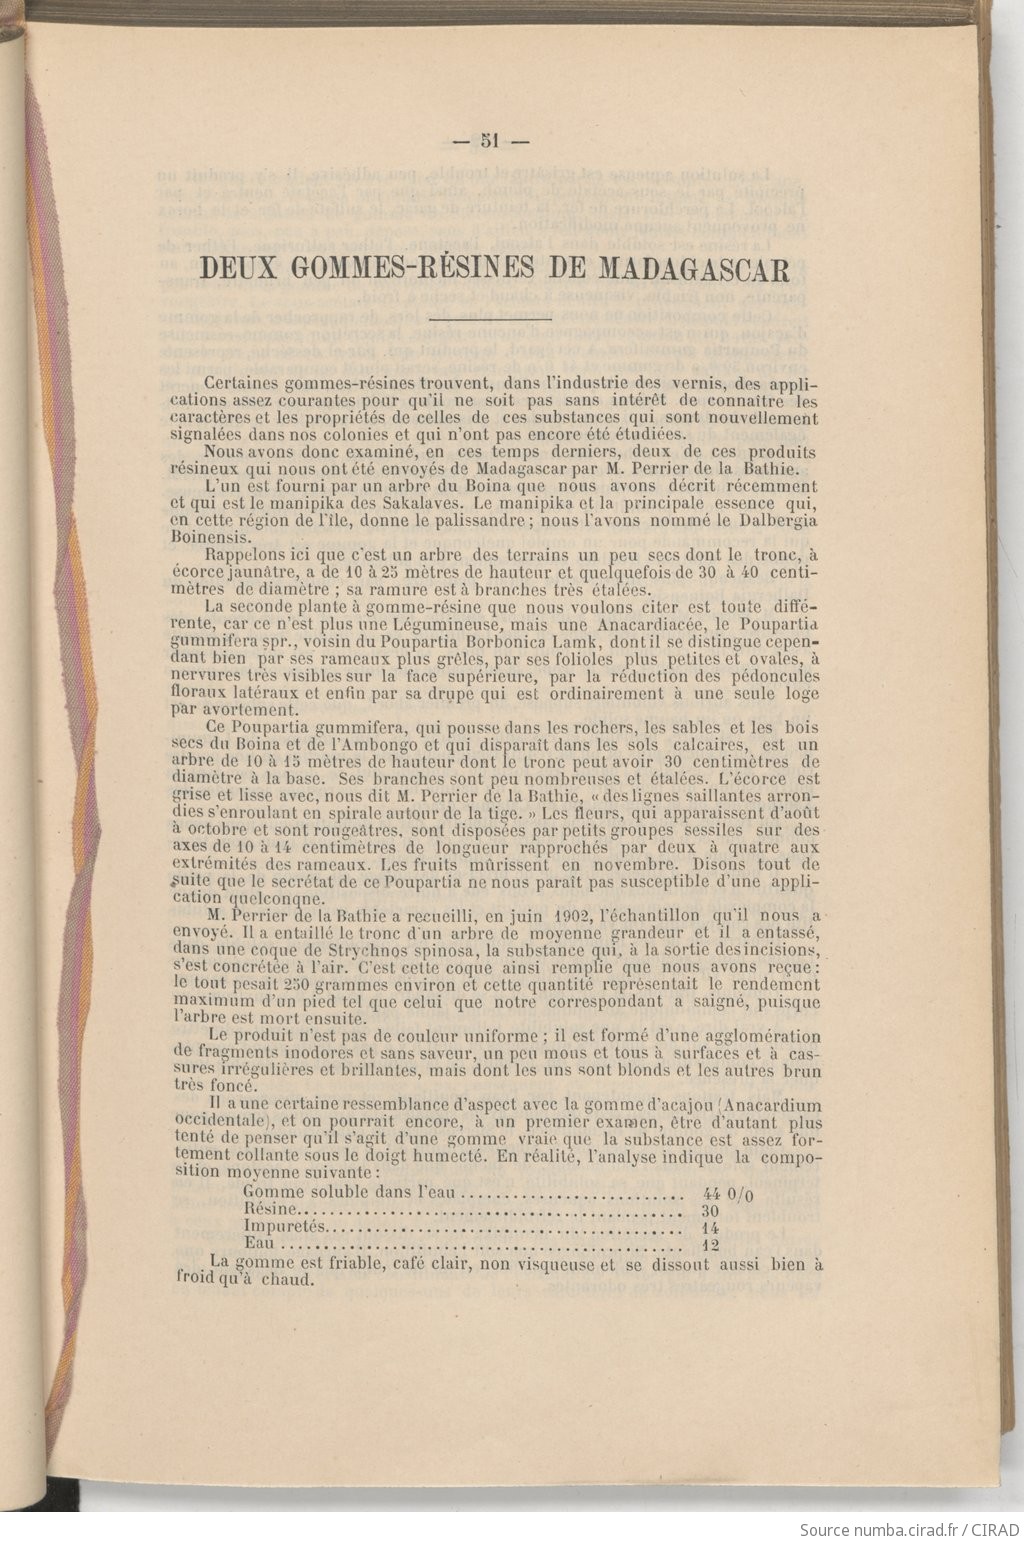 — 51 —
DEUX GOMMES-RÉSINES DE MADAGASCAR
Certaines gommes-résines trouvent, dans l'industrie des vernis, des appli-
cations assez courantes pour qu'il ne soit pas sans intérêt de connaître les
caractères et les propriétés de celles de ces substances qui sont nouvellement
signalées dans nos colonies et qui n'ont pas encore été étudiées.
Nous avons donc examiné, en ces temps derniers, deux de ces produits
résineux qui nous ont été envoyés de Madagascar par M. Perrier de la Bathie.
L'un est fourni par un arbre du Boina que nous avons décrit récemment
et qui est le manipika des Sakalaves. Le manipika et la principale essence qui,
en cette région de l'île, donne le palissandre ; nous l'avons nommé le Dalbergia
Boinensis.
Rappelons ici que c'est un arbre des terrains un peu secs dont le tronc, à
écorce jaunâtre, a de 10 à 25 mètres de hauteur et quelquefois de 30 à 40 centi-
mètres de diamètre ; sa ramure est à branches très étalées.
La seconde plante à gomme-résine que nous voulons citer est toute diffé-
rente, car ce n'est plus une Légumineuse, mais une Anacardiacée, le Poupartia
gummifera spr., voisin du Poupartia Borbonica Lamk, dont il se distingue cepen-
dant bien par ses rameaux plus grêles, par ses folioles plus petites et ovales, à
nervures très visibles sur la face supérieure, par la réduction des pédoncules
floraux latéraux et enfin par sa drupe qui est ordinairement à une seule loge
par avortement.
Ce Poupartia gummifera, qui pousse dans les rochers, les sables et les bois
secs du Boina et de l'Ambongo et qui disparaît dans les sols calcaires, est un
arbre de 10 à 15 mètres de hauteur dont le tronc peut avoir 30 centimètres de
diamètre à la base. Ses branches sont peu nombreuses et étalées. L'écorce est
grise et lisse avec, nous dit M. Perrier de la Bathie, « des lignes saillantes arron-
dies s'enroulant en spirale autour de la tige. » Les fleurs, qui apparaissent d'août
à octobre et sont rougeâtres, sont disposées par petits groupes sessiles sur des
axes de 10 à 14 centimètres de longueur rapprochés par deux à quatre aux
extrémités des rameaux. Les fruits mûrissent en novembre. Disons tout de
suite que le secrétat de ce Poupartia ne nous paraît pas susceptible d'une appli-
cation quelconqne.
M. Perrier de la Bathie a recueilli, en juin 1902, l'échantillon qu'il nous a
envoyé. Il a entaillé le tronc d'un arbre de moyenne grandeur et il a entassé,
dans une coque de Strychnos spinosa, la substance qui, à la sortie des incisions,
s'est concrétée à l'air. C'est cette coque ainsi remplie que nous avons reçue :
le tout pesait 250 grammes environ et cette quantité représentait le rendement
maximum d'un pied tel que celui que notre correspondant a saigné, puisque
l'arbre est mort ensuite.
Le produit n'est pas de couleur uniforme ; il est formé d'une agglomération
de fragments inodores et sans saveur, un peu mous et tous à surfaces et à cas-
sures irrégulières et brillantes, mais dont les uns sont blonds et les autres brun
très foncé.
Il a une certaine ressemblance d'aspect avec la gomme d'acajou (Anacardium
occidentale), et on pourrait encore, à un premier examen, être d'autant plus
tenté de penser qu'il s'agit d'une gomme vraie que la substance est assez for-
tement collante sous le doigt humecté. En réalité, l'analyse indique la compo-
sition moyenne suivante :
Gomme soluble dans l'eau .......................... 44 0/0
Résine............................................. 30
Impuretés.......................................... 14
Eau ............................................... 12
La gomme est friable, café clair, non visqueuse et se dissout aussi bien à
froid qu'à chaud.
Source numba.cirad.fr / CIRAD